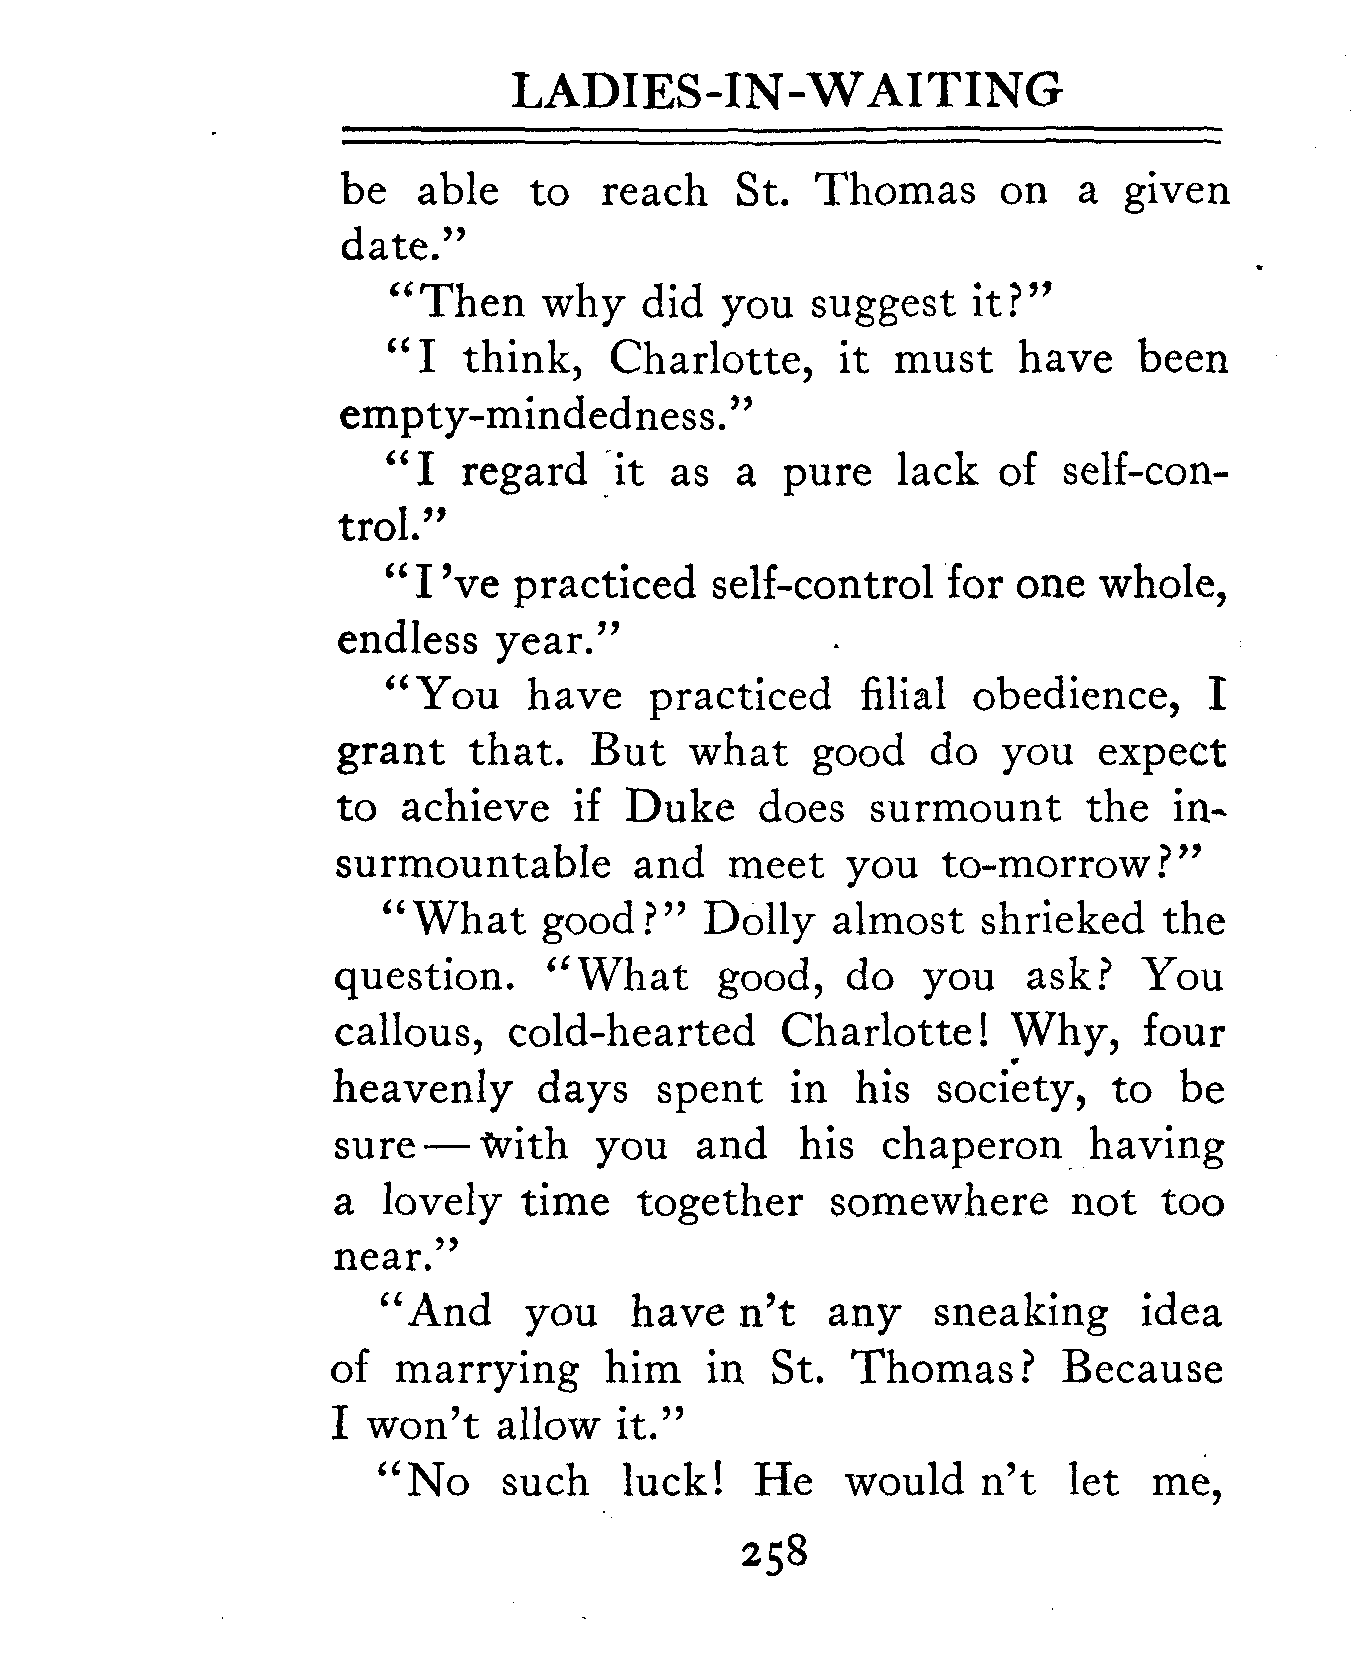 LADIES-IN-WAITING
be able to reach St. Thomas on a given
date.”
“Then why did you suggest it?”
“I think, Charlotte, it must have been
empty-mindedness.”
“I regard it as a pure lack of self-con-
trol.”
“I 've practiced self-control for one whole,
endless year.”
“You have practiced filial obedience, I
grant that. But what good do you expect
to achieve if Duke does surmount the in-
surmountable and meet you to-morrow?”
“What good?” Dolly almost shrieked the
question. “What good, do you ask? You
callous, cold-hearted Charlotte! Why, four
heavenly days spent in his society, to be
sure — with you and his chaperon having
a lovely time together somewhere not too
near.”
“And you have n't any sneaking idea
of marrying him in St. Thomas? Because
I won't allow it.”
“No such luck! He would n't let me,
258